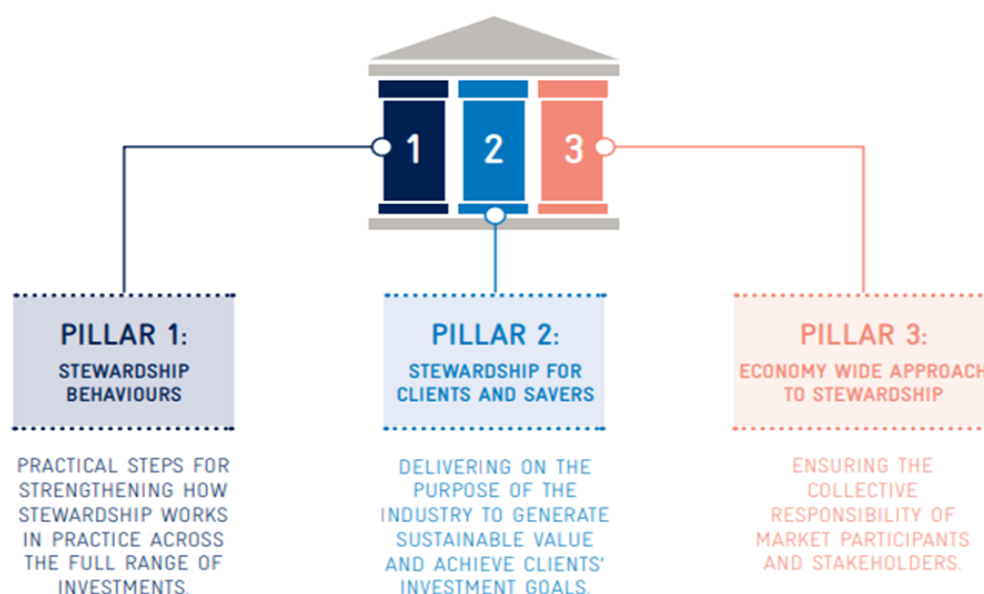 1
2
3
PILLAR 1:
STEWARDSHIP
BEHAVIOURS
PRACTICAL STEPS FOR
STRENGTHENING HOW
STEWARDSHIP WORKS
IN PRACTICE ACROSS
THE FULL RANGE OF
INVESTMENTS.
PILLAR 2:
STEWARDSHIP FOR
CLIENTS AND SAVERS
DELIVERING ON THE
PURPOSE OF THE
INDUSTRY TO GENERATE
SUSTAINABLE VALUE
AND ACHIEVE CLIENTS'
INVESTMENT GOALS.
PILLAR 3:
ECONOMY WIDE APPROACH
TO STEWARDSHIP
ENSURING THE
COLLECTIVE
RESPONSIBILITY OF
MARKET PARTICIPANTS
AND STAKEHOLDERS.